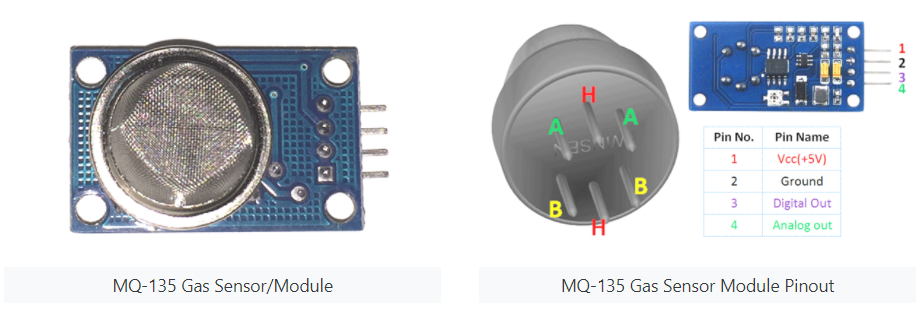 H
A
A
B
B
H
1
2
3
4
Pin No. Pin Name
1 Vcc(+5V)
2 Ground
3 Digital Out
4 Analog out
MQ-135 Gas Sensor/Module
MQ-135 Gas Sensor Module Pinout